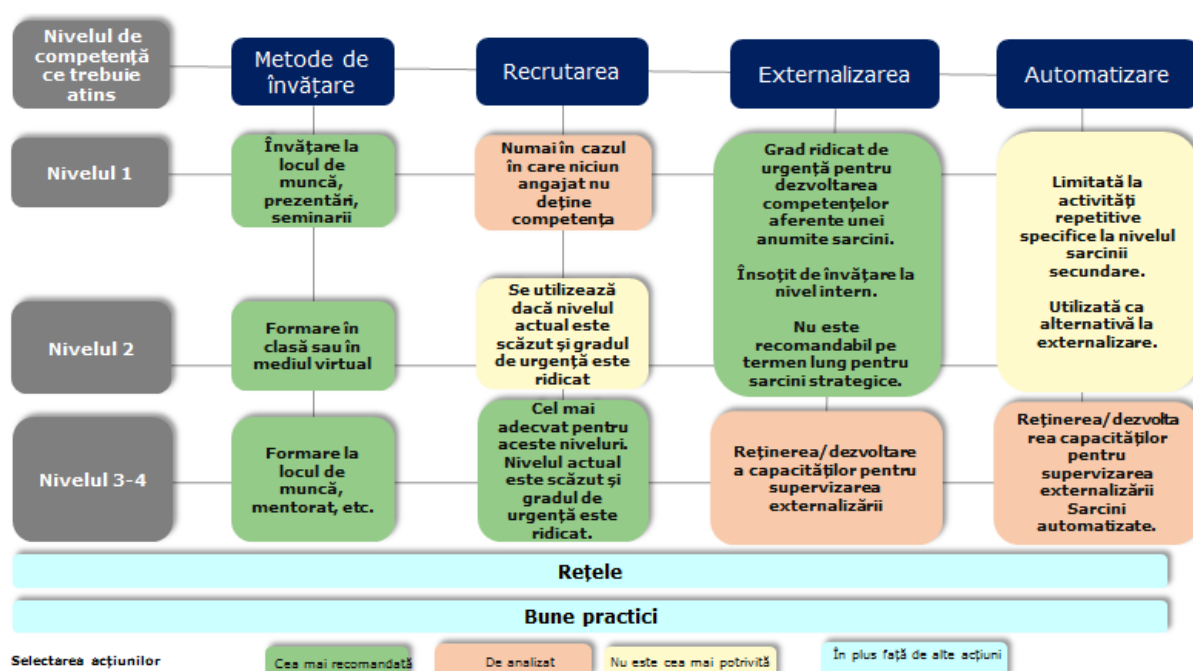 Nivelul de
competență
ce trebuie
atins
Metode de
învățare
Recrutarea
Externalizarea
Automatizare
Nivelul 1
Învățare la
locul de
muncă,
prezentări,
seminarii
Numai în cazul
în care niciun
angajat nu
deține
competența
Grad ridicat de
urgență pentru
dezvoltarea
competențelor
aferente unei
anumite sarcini.
Însoțit de învățare la
nivel intern.
Nu este
recomandabil pe
termen lung pentru
sarcini strategice.
Limitată la
activități
repetitive
specifice la nivelul
sarcinii
secundare.
Utilizată ca
alternativă la
externalizare.
Nivelul 2
Formare în
clasă sau în
mediul virtual
Se utilizează
dacă nivelul
actual este
scăzut și gradul
de urgență este
ridicat
Nivelul 3-4
Formare la
locul de
muncă,
mentorat, etc.
Cel mai
adecvat pentru
aceste niveluri.
Nivelul actual
este scăzut și
gradul de
urgență este
ridicat.
Reținerea/dezvoltare
a capacităților pentru
supervizarea
externalizării
Reținerea/dezvolta
rea capacităților
pentru
supervizarea
externalizării
Sarcini
automatizate.
Rețele
Bune practici
Selectarea acțiunilor
Cea mai recomandată
De analizat
Nu este cea mai potrivită
În plus față de alte acțiuni